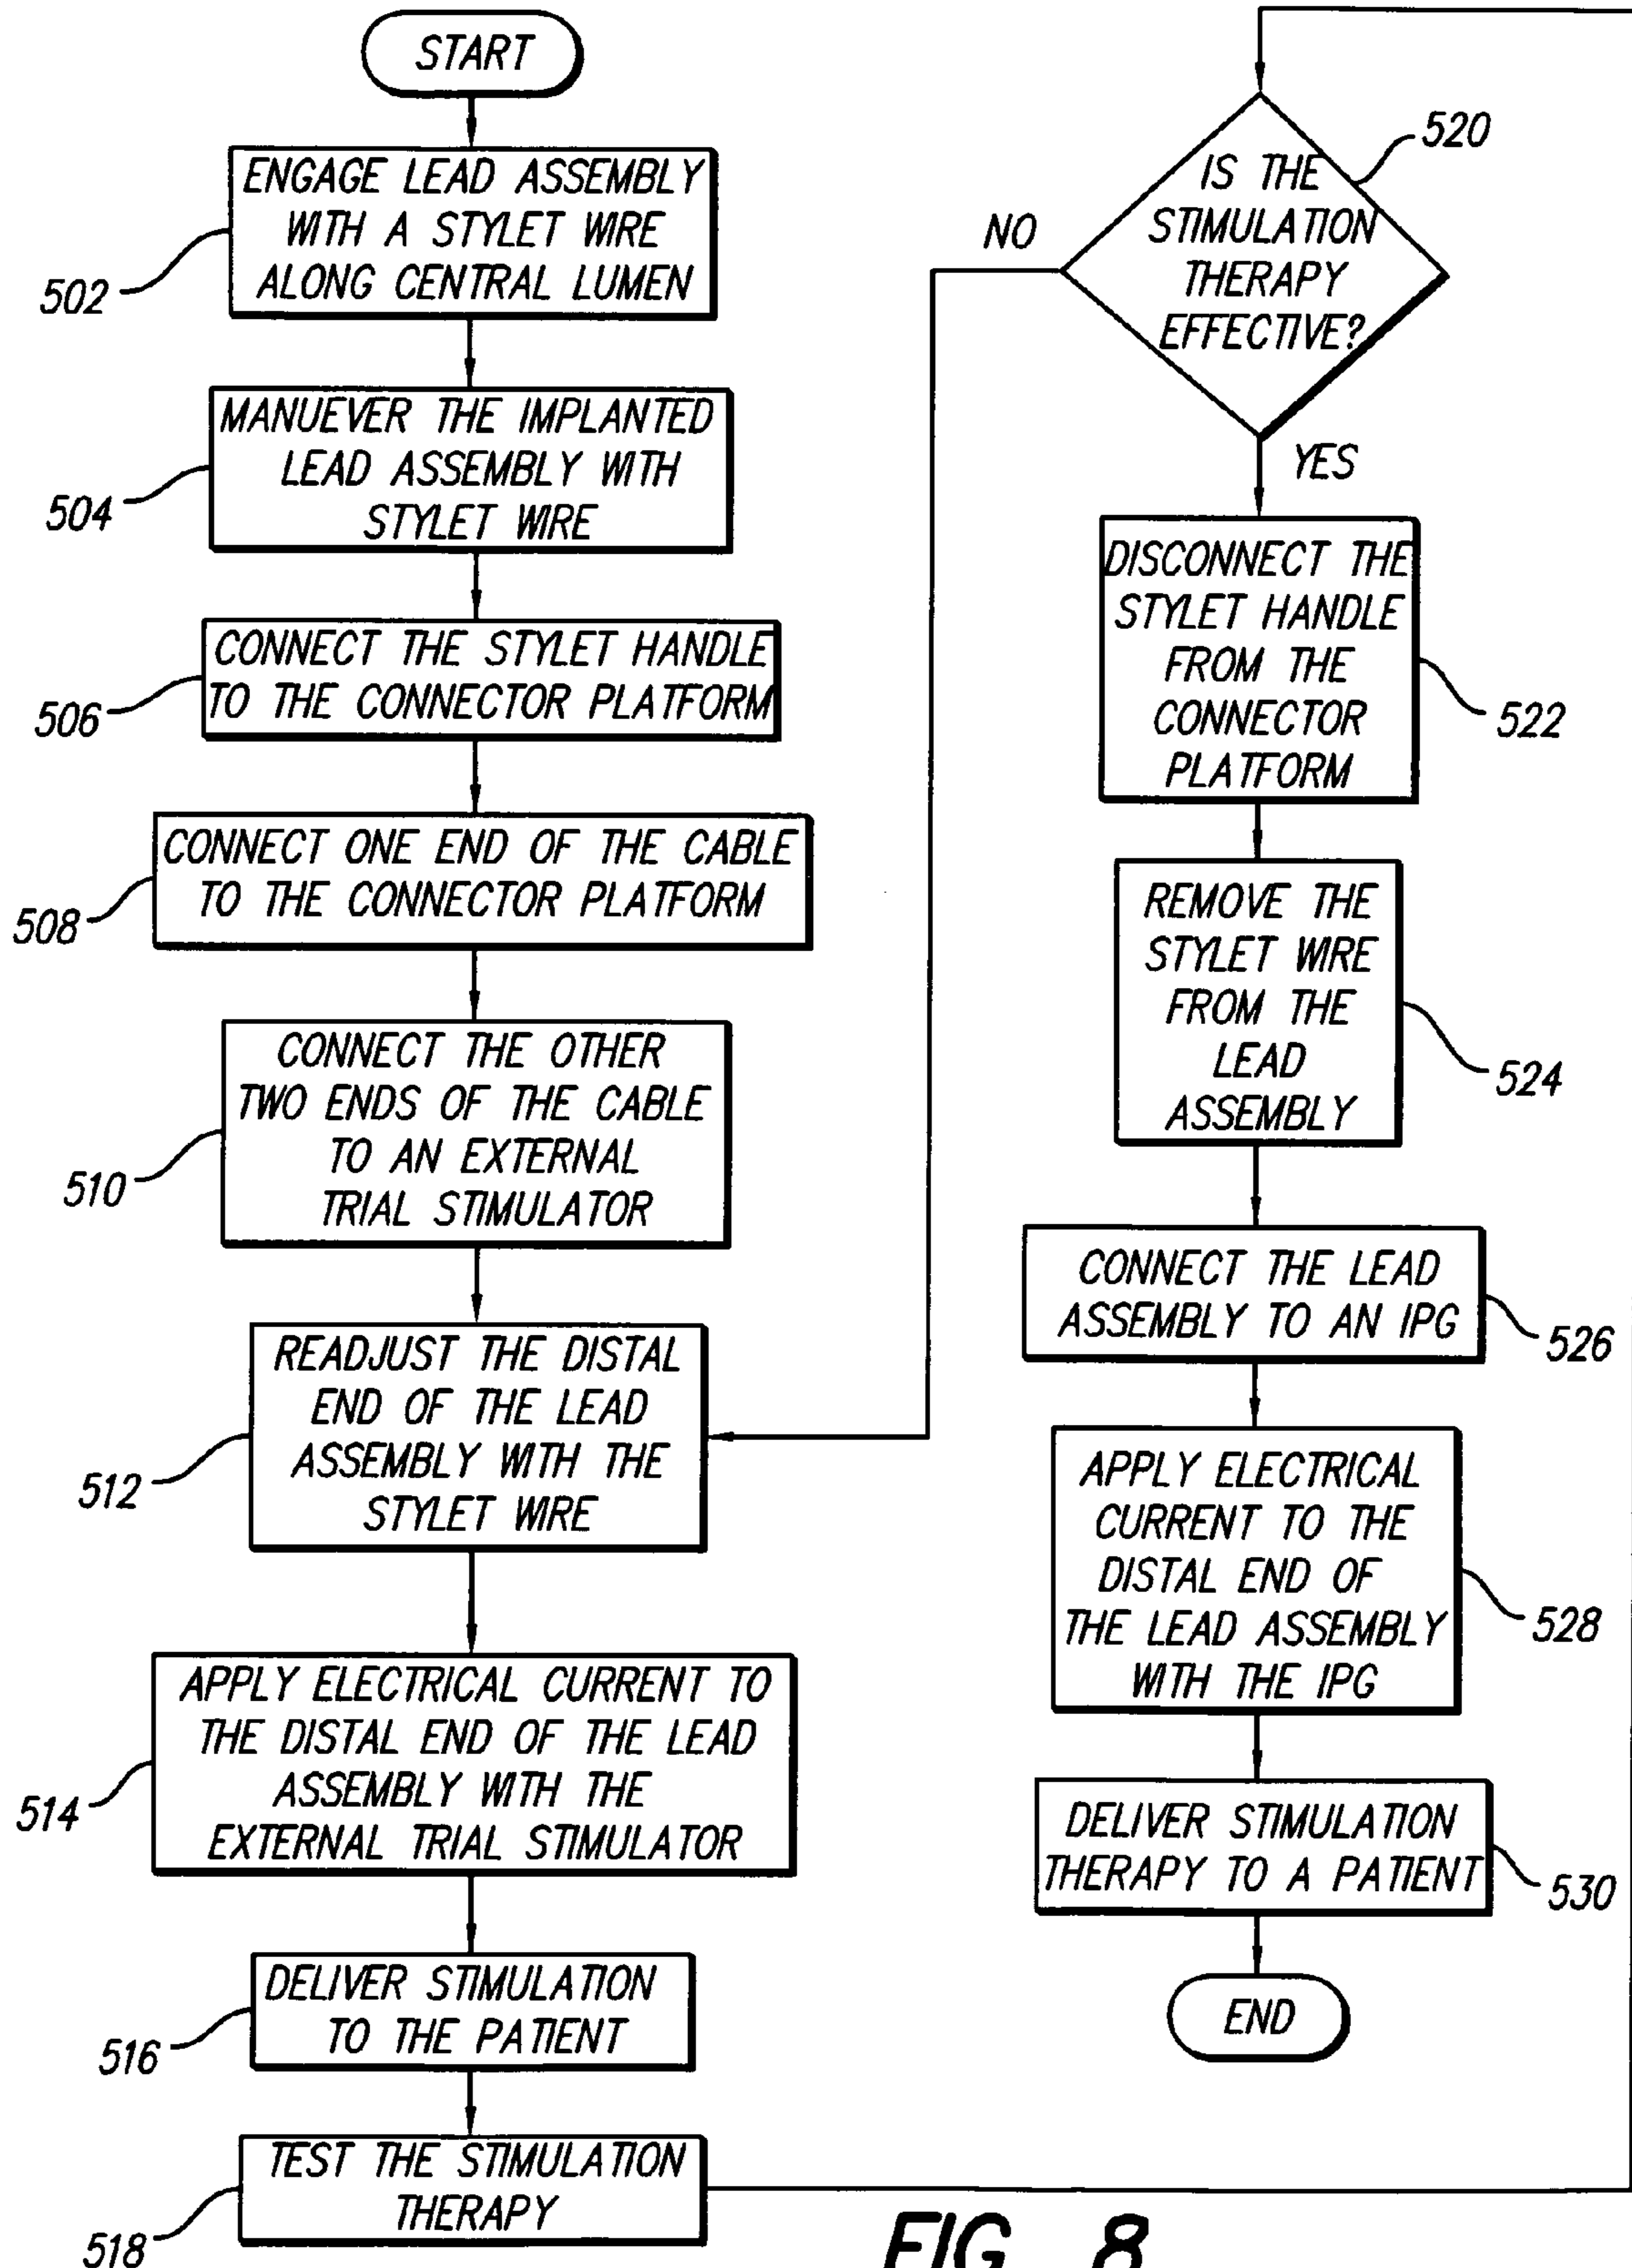 START
ENGAGE LEAD ASSEMBLY
WITH A STYLET WIRE
ALONG CENTRAL LUMEN
502
MANUEVER THE IMPLANTED
LEAD ASSEMBLY WITH
STYLET WIRE
504
CONNECT THE STYLET HANDLE
TO THE CONNECTOR PLATFORM
506
CONNECT ONE END OF THE CABLE
TO THE CONNECTOR PLATFORM
508
CONNECT THE OTHER
TWO ENDS OF THE CABLE
TO AN EXTERNAL
TRIAL STIMULATOR
510
READJUST THE DISTAL
END OF THE LEAD
ASSEMBLY WITH THE
STYLET WIRE
512
APPLY ELECTRICAL CURRENT TO
THE DISTAL END OF THE LEAD
ASSEMBLY WITH THE
EXTERNAL TRIAL STIMULATOR
514
DELIVER STIMULATION
TO THE PATIENT
516
TEST THE STIMULATION
THERAPY
518
IS THE
STIMULATION
THERAPY
EFFECTIVE?
520
NO
YES
DISCONNECT THE
STYLET HANDLE
FROM THE
CONNECTOR
PLATFORM
522
REMOVE THE
STYLET WIRE
FROM THE
LEAD
ASSEMBLY
524
CONNECT THE LEAD
ASSEMBLY TO AN IPG
526
APPLY ELECTRICAL
CURRENT TO THE
DISTAL END OF
THE LEAD ASSEMBLY
WITH THE IPG
528
DELIVER STIMULATION
THERAPY TO A PATIENT
530
END
FIG. 8